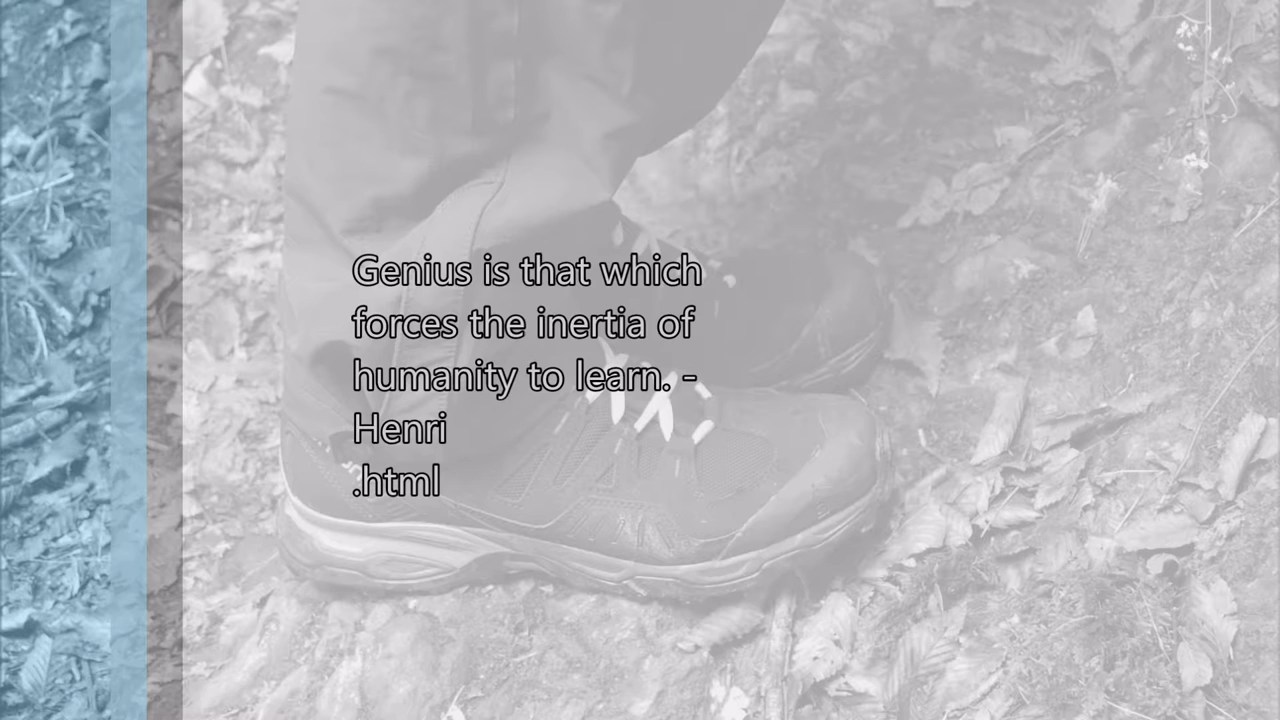 Genius is that which
forces the inertia of
humanity to learn. -
Henri
.html